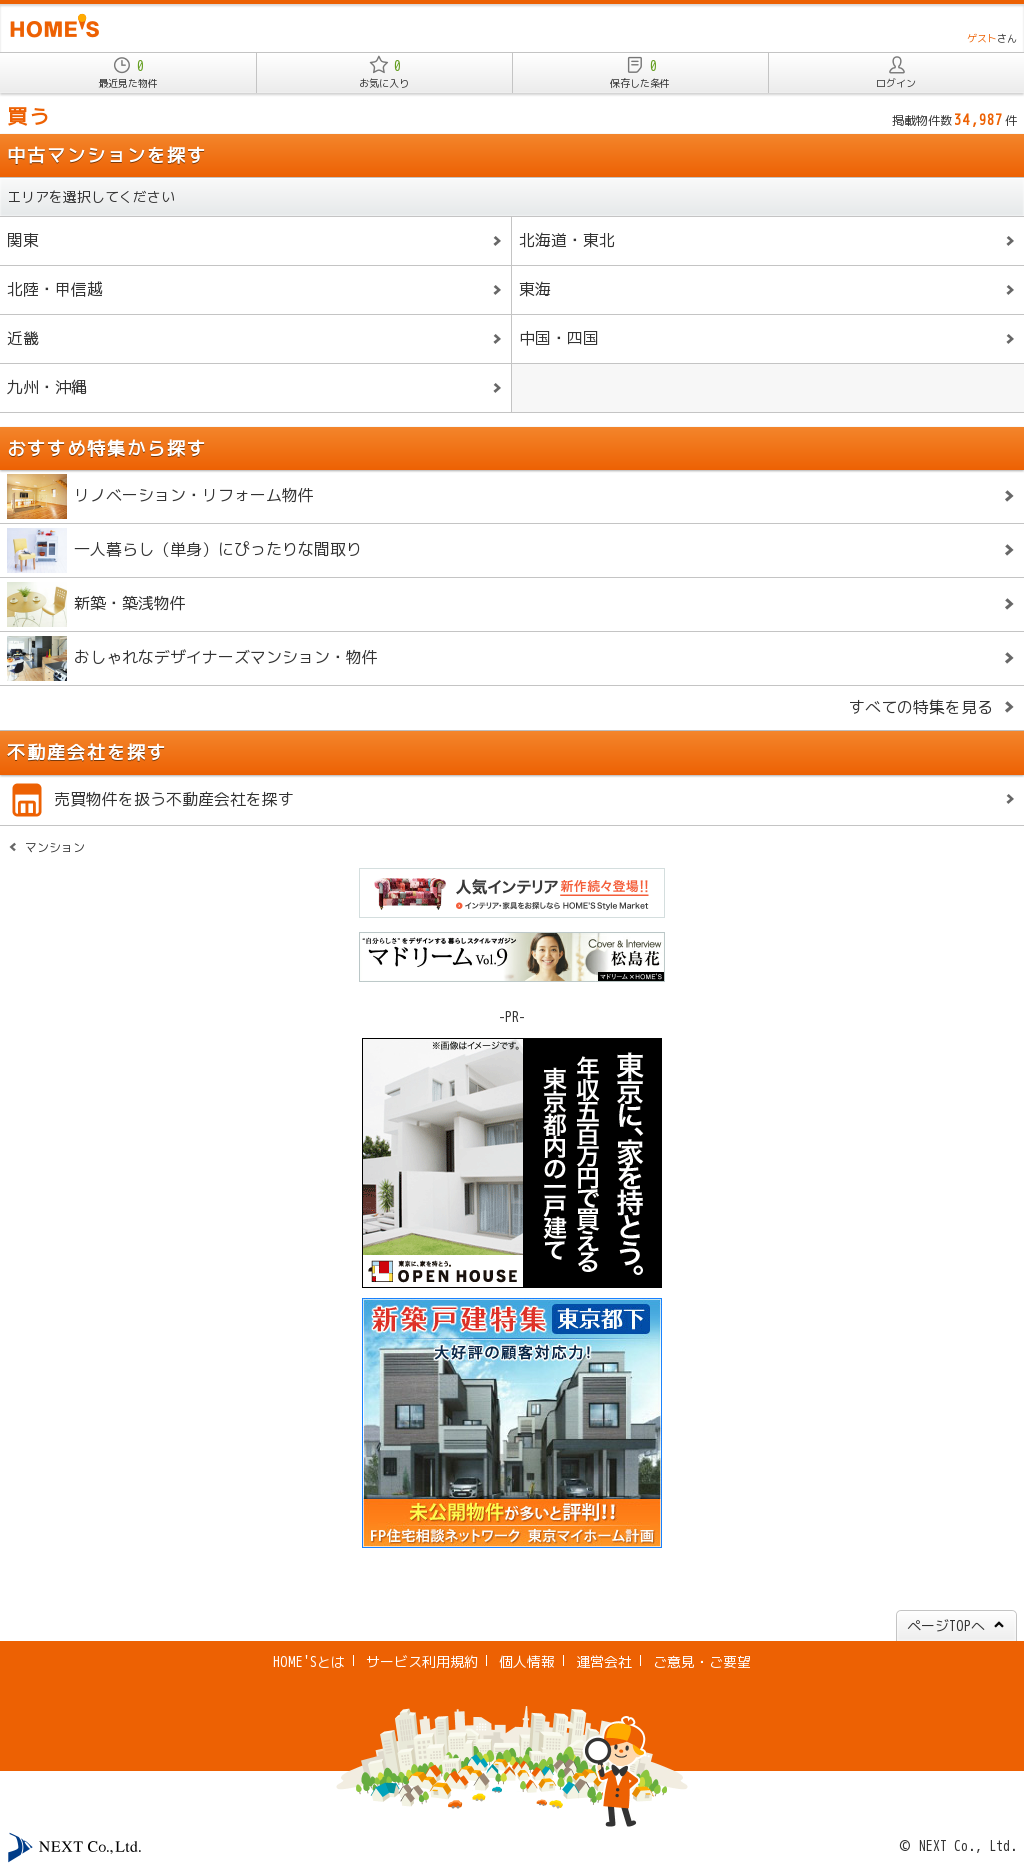 HOME'S
ゲストさん
0
最近見た物件
0
お気に入り
0
保存した条件
ログイン
買う
掲載物件数34,987件
中古マンションを探す
エリアを選択してください
関東
北海道・東北
北陸・甲信越
東海
近畿
中国・四国
九州・沖縄
おすすめ特集から探す
リノベーション・リフォーム物件
一人暮らし（単身）にぴったりな間取り
新築・築浅物件
おしゃれなデザイナーズマンション・物件
すべての特集を見る
不動産会社を探す
売買物件を扱う不動産会社を探す
マンション
人気インテリア 新作続々登場!!
インテリア・家具をお探しなら HOME'S Style Market
"自分らしさ"をデザインする暮らしスタイルマガジン
マドリーム Vol.9
Cover & Interview
松島花
マドリーム×HOME'S
-PR-
※画像はイメージです。
東京に、家を持とう。
年収五百万円で買える
東京都内の一戸建て
東京に、家を持とう。
OPEN HOUSE
新築戸建特集 東京都下
大好評の顧客対応力!
未公開物件が多いと評判!!
FP住宅相談ネットワーク 東京マイホーム計画
ページTOPへ
HOME'Sとは
サービス利用規約
個人情報
運営会社
ご意見・ご要望
NEXT Co.,Ltd.
© NEXT Co., Ltd.